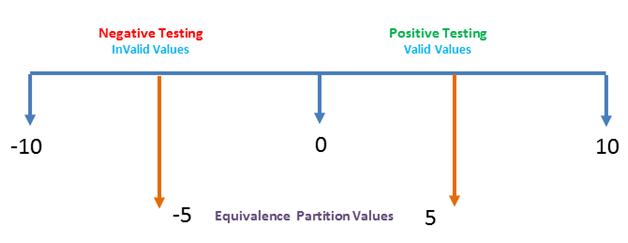 Negative Testing
InValid Values
Positive Testing
Valid Values
-10
0
10
-5
Equivalence Partition Values
5